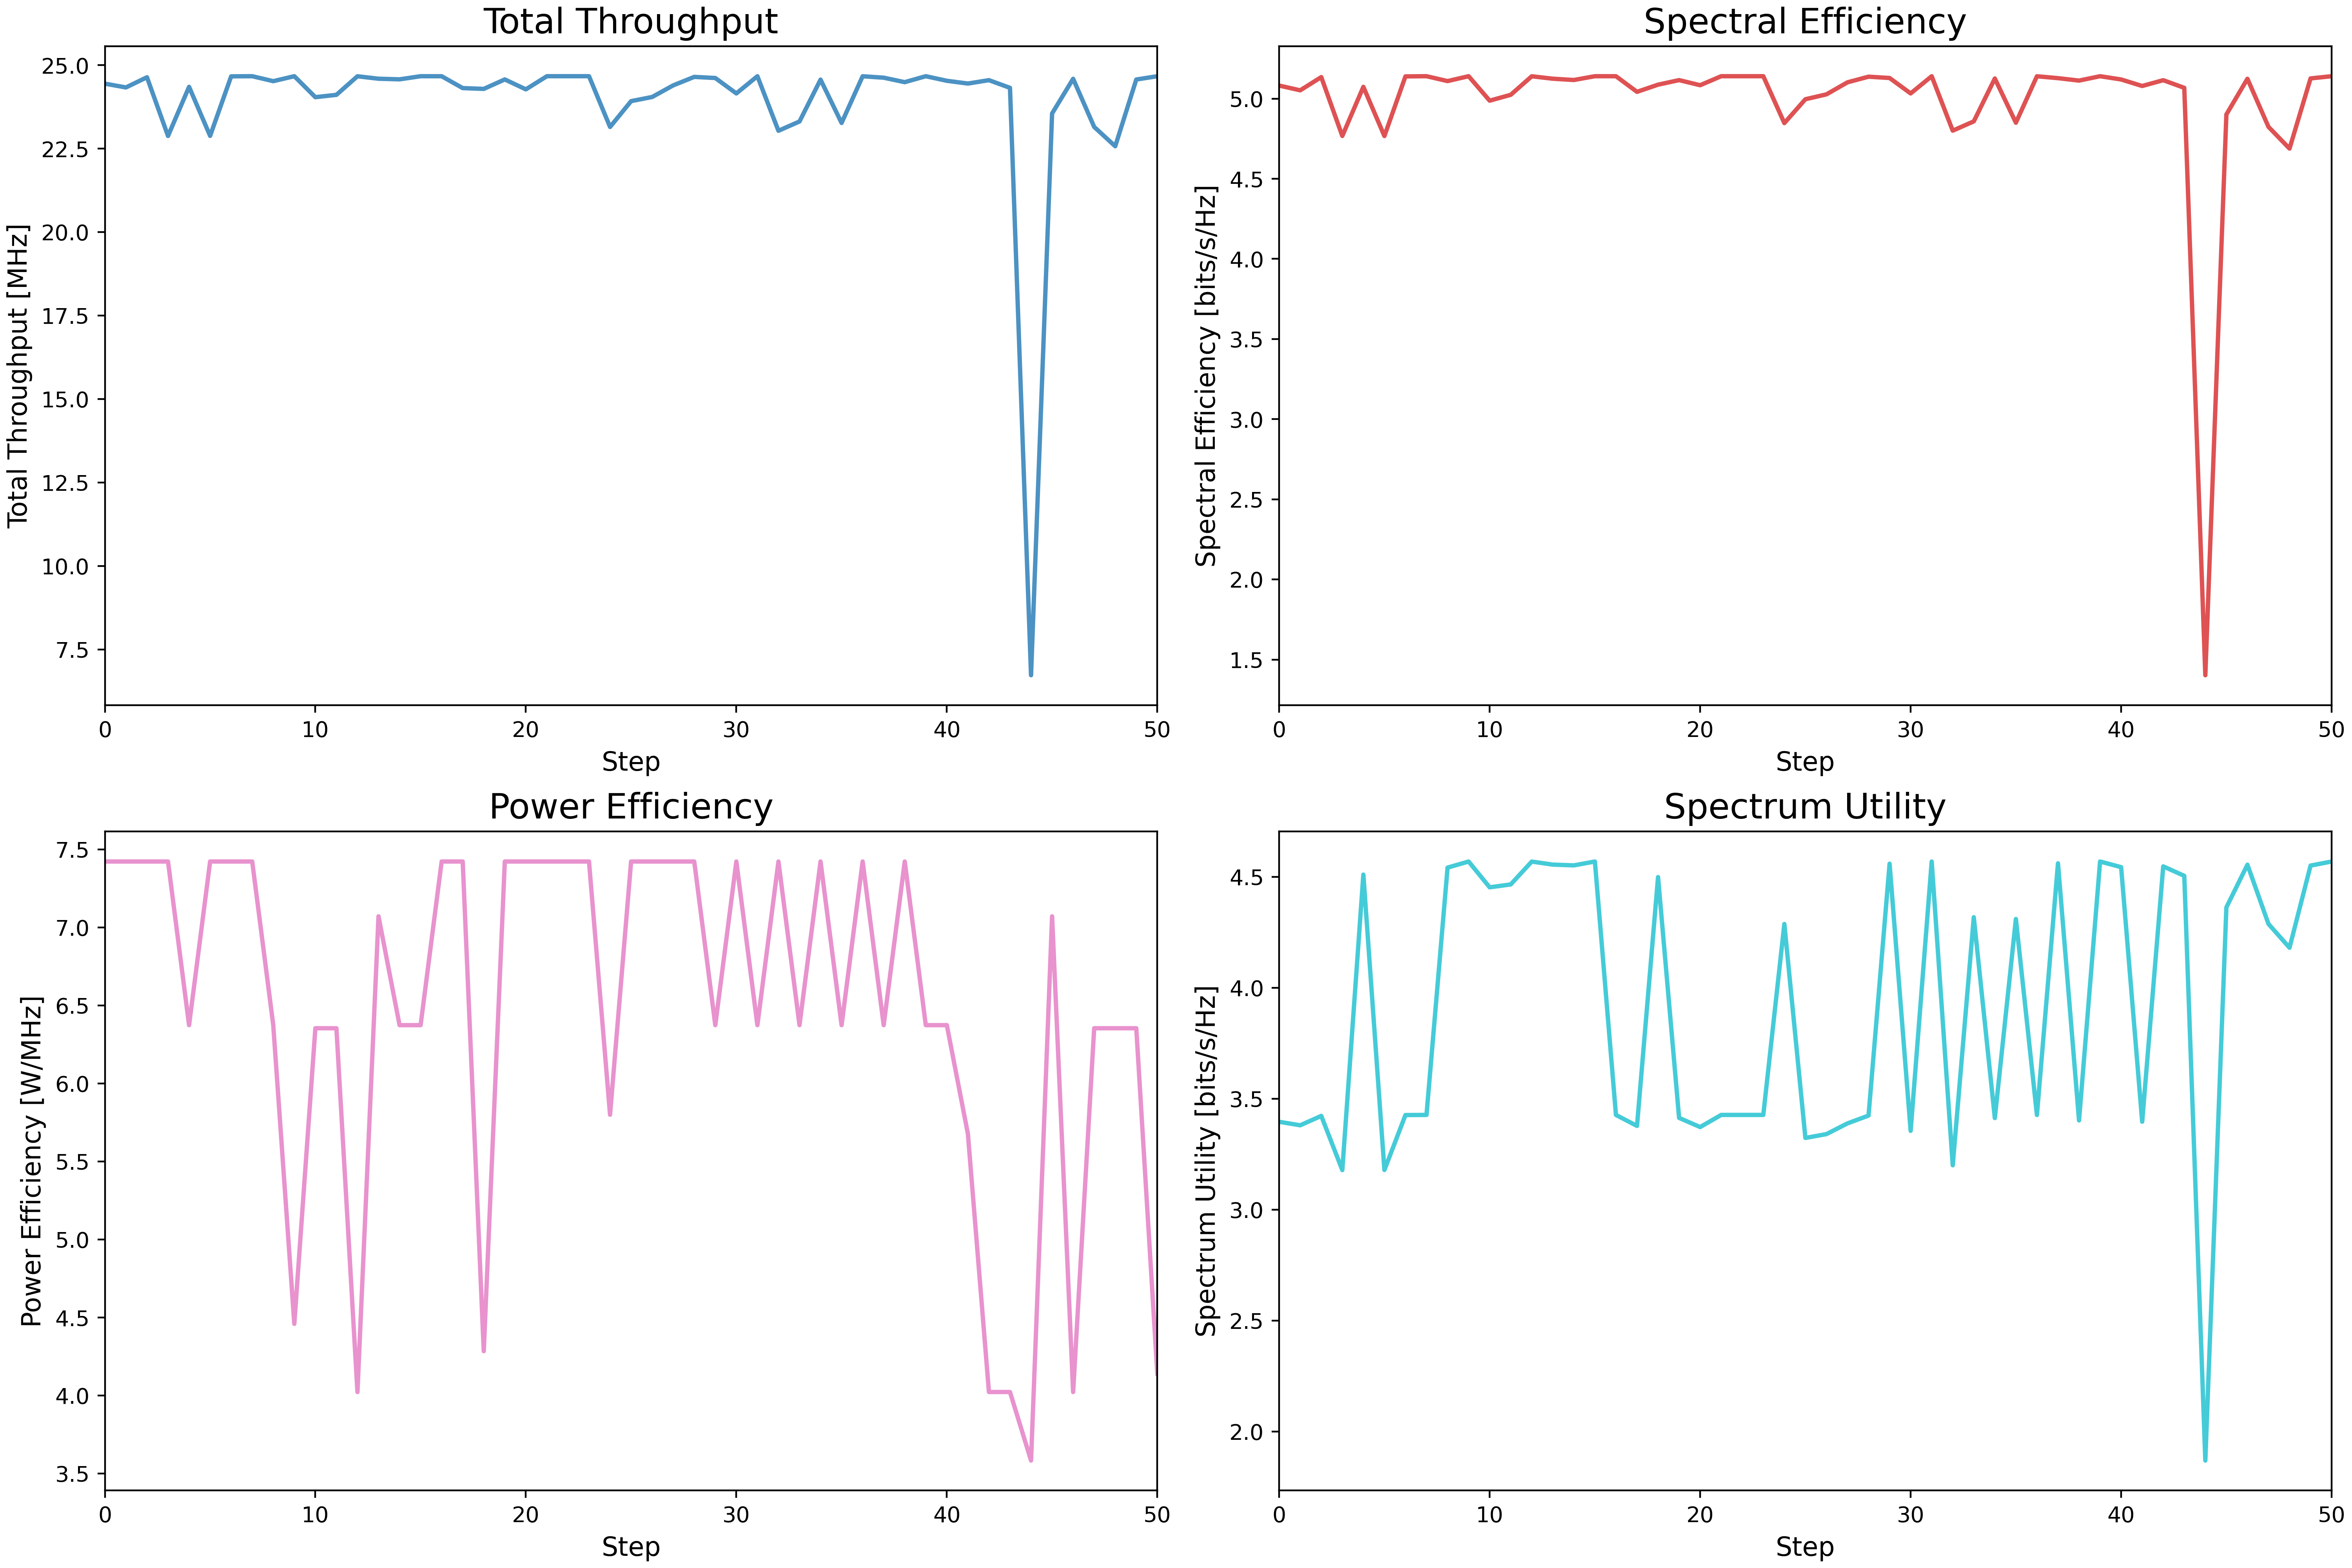 Total Throughput
Total Throughput [MHz]
25.0
22.5
20.0
17.5
15.0
12.5
10.0
7.5
0 10 20 30 40 50
Step
Spectral Efficiency
Spectral Efficiency [bits/s/Hz]
5.0
4.5
4.0
3.5
3.0
2.5
2.0
1.5
0 10 20 30 40 50
Step
Power Efficiency
Power Efficiency [W/MHz]
7.5
7.0
6.5
6.0
5.5
5.0
4.5
4.0
3.5
0 10 20 30 40 50
Step
Spectrum Utility
Spectrum Utility [bits/s/Hz]
4.5
4.0
3.5
3.0
2.5
2.0
0 10 20 30 40 50
Step